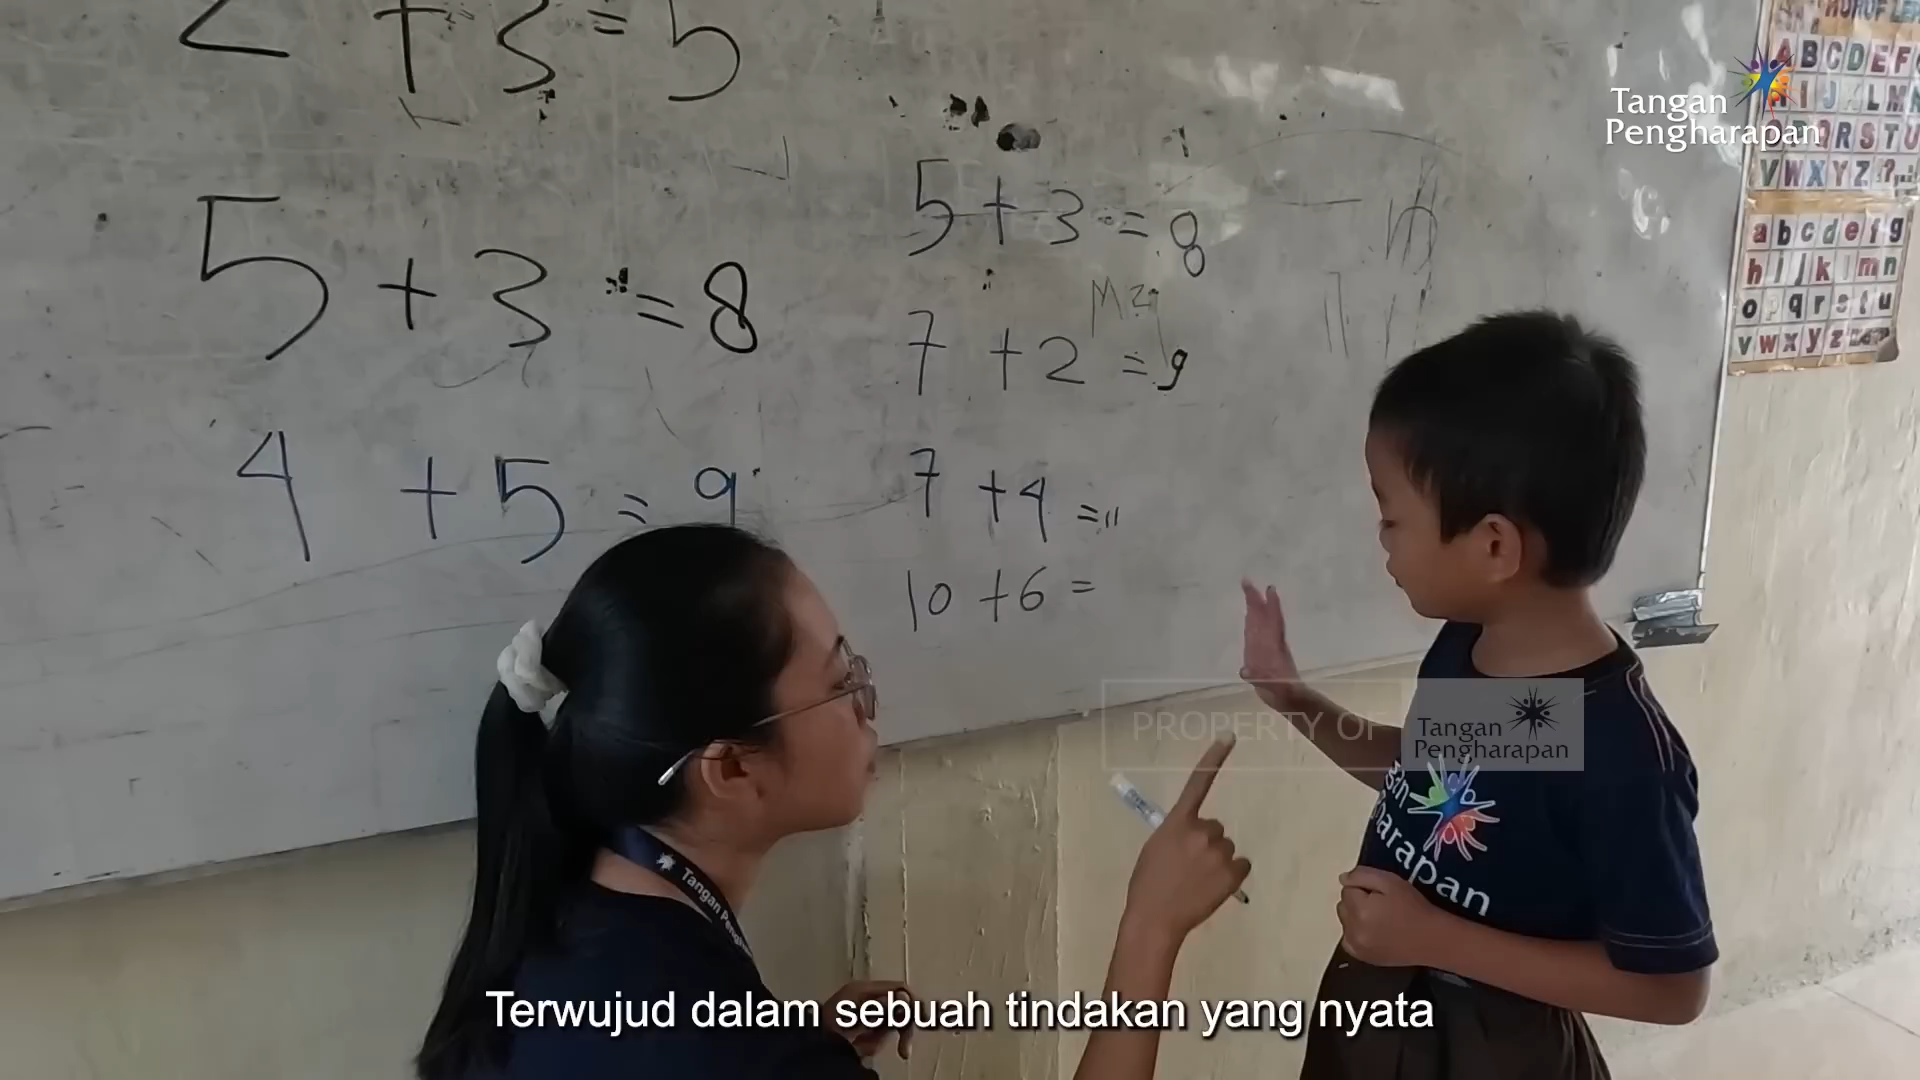 2 + 3 = 5
5 + 3 = 8
4 + 5 = 9
5 + 3 = 8
7 + 2 = 9
7 + 4 = 11
10 + 6 =
Tangan
Pengharapan
A B C D E F
V W X Y Z ?
a b c d e f g
h i j k l m n
o p q r s t u
v w x y z
PROPERTY OF
Tangan
Pengharapan
Tangan
Terwujud dalam sebuah tindakan yang nyata